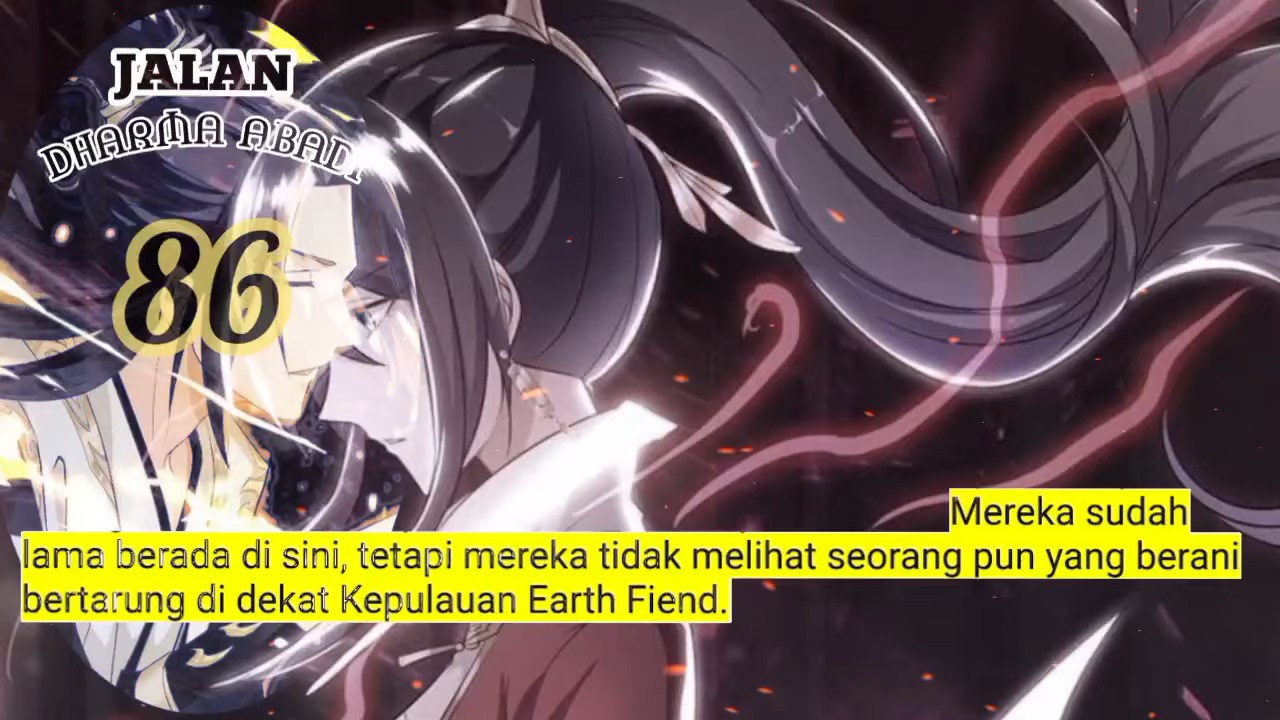 JALAN
DHARMA ABADI
86
Mereka sudah
lama berada di sini, tetapi mereka tidak melihat seorang pun yang berani
bertarung di dekat Kepulauan Earth Fiend.